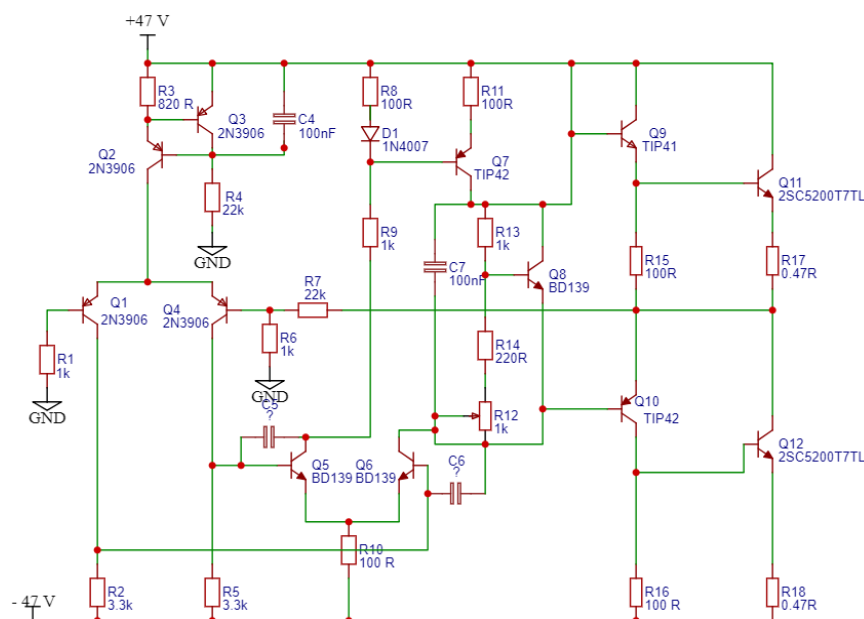 +47 V
R3
820 R
Q3
2N3906
C4
100nF
R8
100R
D1
1N4007
R11
100R
Q9
TIP41
Q2
2N3906
Q7
TIP42
Q11
2SC5200T7TL
R4
22k
GND
R9
1k
R13
1k
C7
100nF
Q8
BD139
R15
100R
R17
0.47R
R7
22k
Q1
2N3906
Q4
2N3906
R1
1k
GND
R6
1k
GND
R14
220R
R12
1k
Q10
TIP42
C5
?
Q5
BD139
Q6
BD139
C6
?
Q12
2SC5200T7TL
R10
100 R
R2
3.3k
R5
3.3k
R16
100 R
R18
0.47R
- 47 V